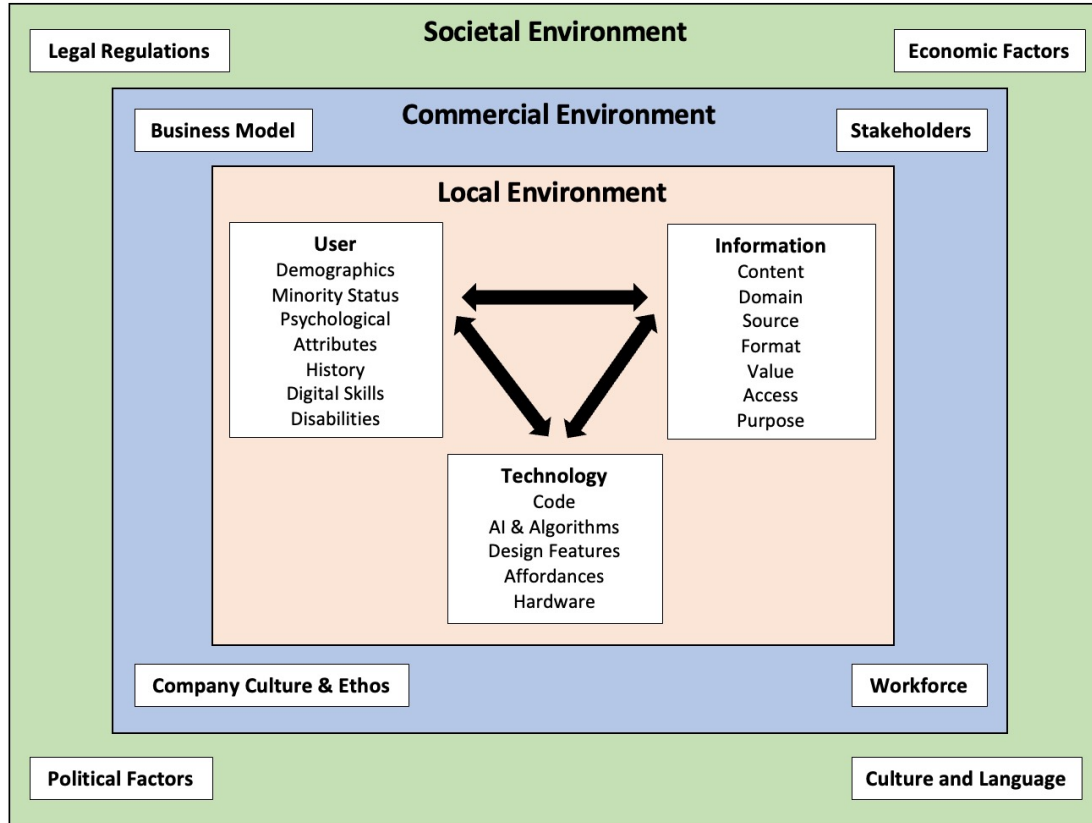 Societal Environment
Legal Regulations
Economic Factors
Commercial Environment
Business Model
Stakeholders
Local Environment
User
Demographics
Minority Status
Psychological
Attributes
History
Digital Skills
Disabilities
Information
Content
Domain
Source
Format
Value
Access
Purpose
Technology
Code
AI & Algorithms
Design Features
Affordances
Hardware
Company Culture & Ethos
Workforce
Political Factors
Culture and Language